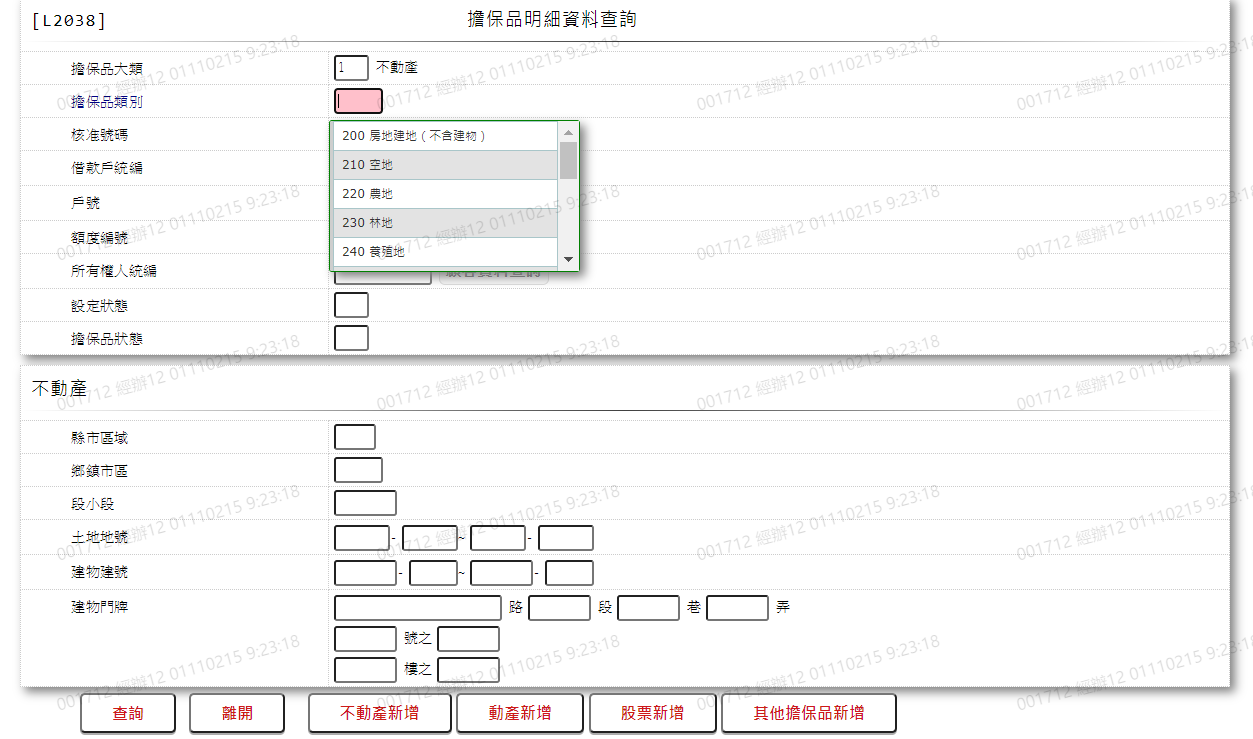 [L2038] 擔保品明細資料查詢
擔保品大類 1 不動產
擔保品類別
核准號碼
借款戶統編
戶號
額度編號
所有權人統編
設定狀態
擔保品狀態
200 房地建地（不含建物）
210 空地
220 農地
230 林地
240 養殖地
不動產
縣市區域
鄉鎮市區
段小段
土地地號 - ~ -
建物建號 - ~ -
建物門牌 路 段 巷 弄
號之
樓之
查詢 離開 不動產新增 動產新增 股票新增 其他擔保品新增
001712 經辦12 01110215 9:23:18